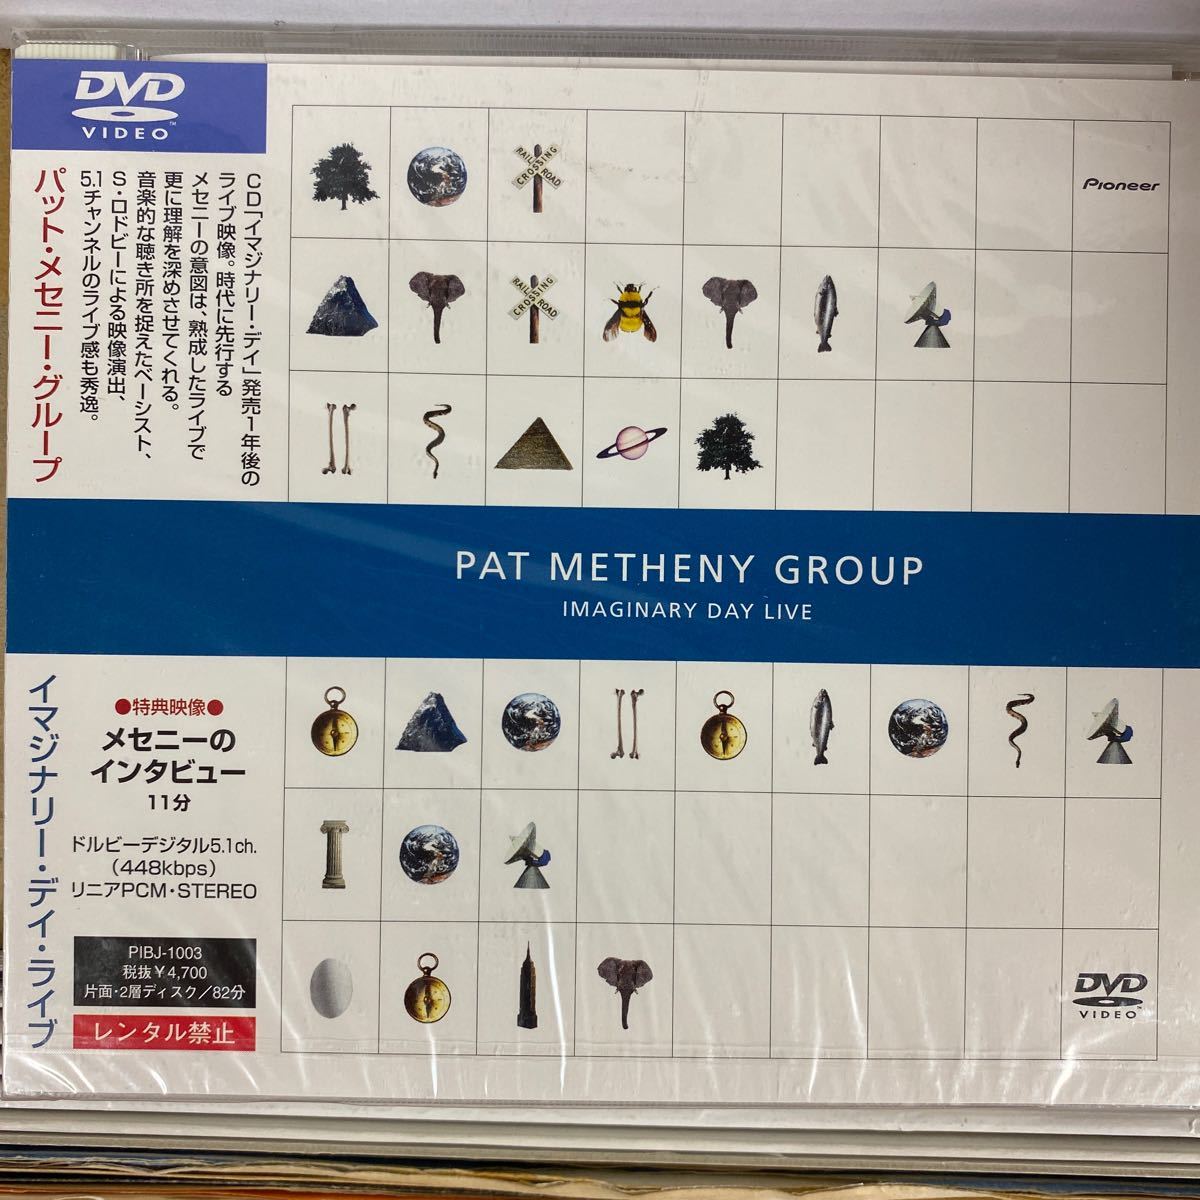 DVD
VIDEO™
パット・メセニー・グループ
CD「イマジナリー・デイ」発売1年後の
ライブ映像。時代に先行する
メセニーの意図は、熟成したライブで
更に理解を深めさせてくれる。
音楽的な聴き所を捉えたベーシスト、
S・ロドビーによる映像演出、
5.1チャンネルのライブ感も秀逸。
RAIL CROSSING ROAD
Pioneer
RAIL CROSSING ROAD
PAT METHENY GROUP
IMAGINARY DAY LIVE
イマジナリー・デイ・ライブ
●特典映像●
メセニーの
インタビュー
11分
ドルビーデジタル5.1ch.
(448kbps)
リニアPCM・STEREO
PIBJ-1003
税抜¥4,700
片面・2層ディスク/82分
レンタル禁止
DVD
VIDEO™